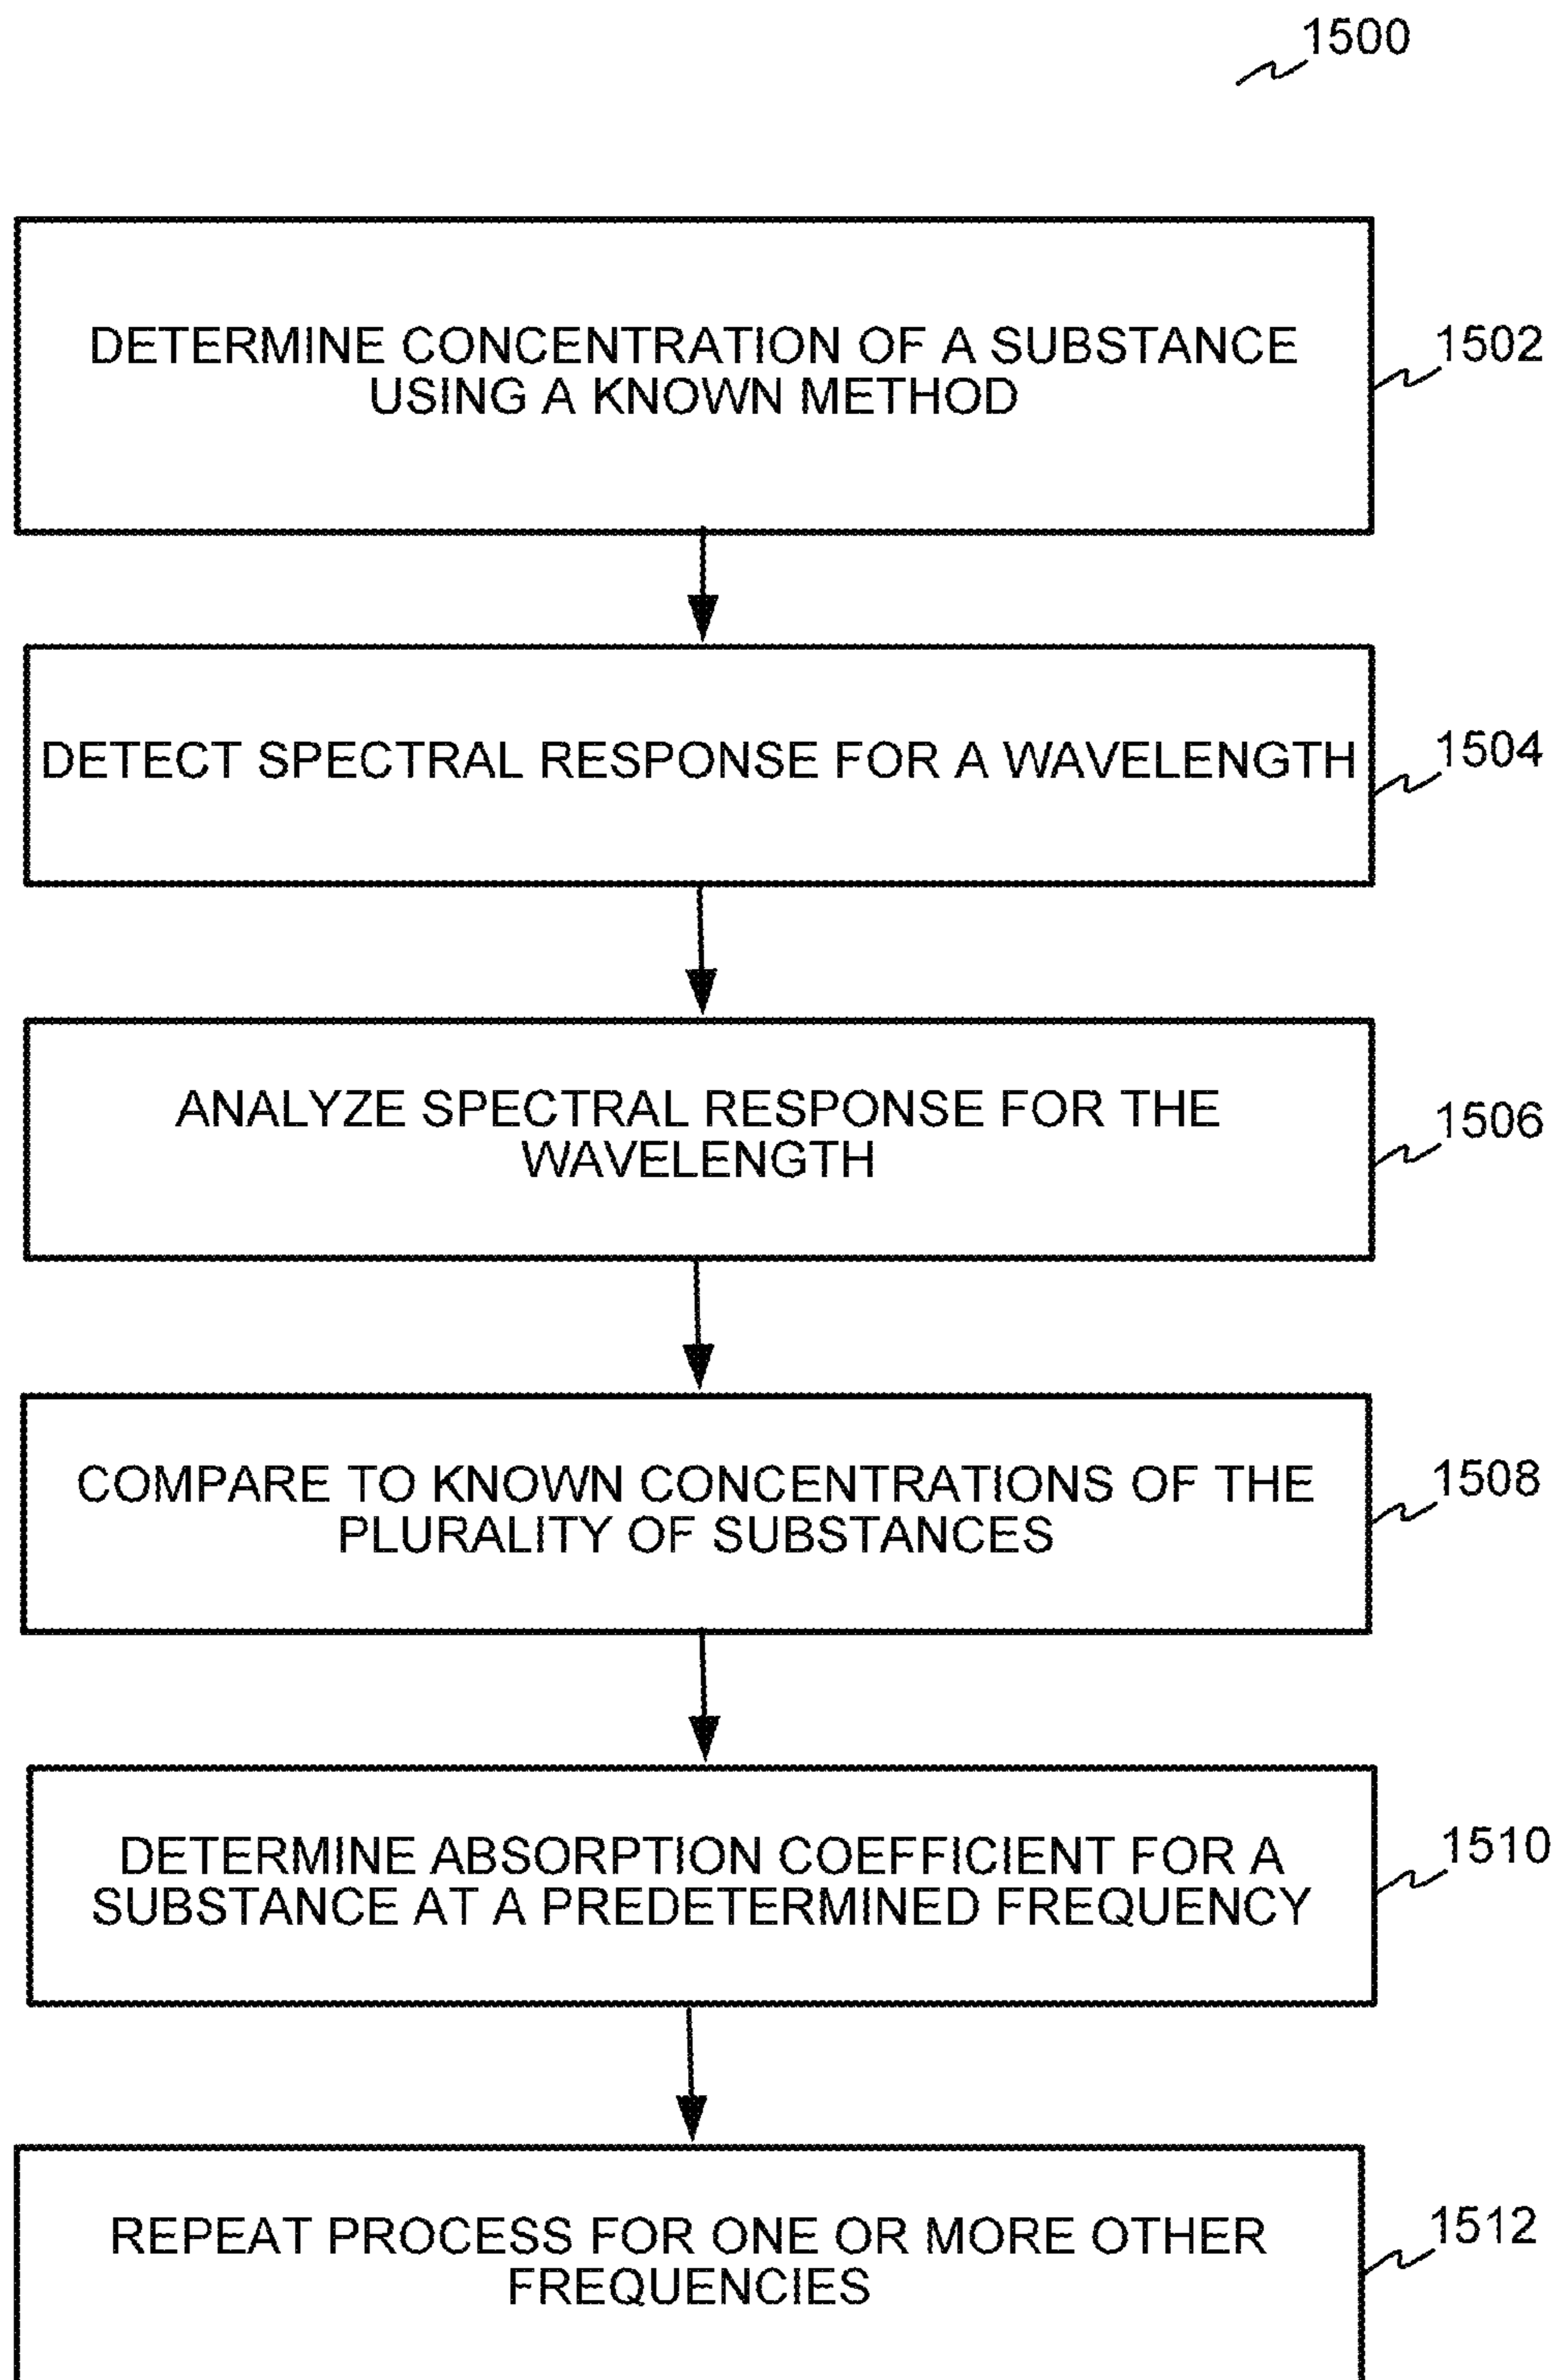 1500
DETERMINE CONCENTRATION OF A SUBSTANCE
USING A KNOWN METHOD
1502
DETECT SPECTRAL RESPONSE FOR A WAVELENGTH
1504
ANALYZE SPECTRAL RESPONSE FOR THE
WAVELENGTH
1506
COMPARE TO KNOWN CONCENTRATIONS OF THE
PLURALITY OF SUBSTANCES
1508
DETERMINE ABSORPTION COEFFICIENT FOR A
SUBSTANCE AT A PREDETERMINED FREQUENCY
1510
REPEAT PROCESS FOR ONE OR MORE OTHER
FREQUENCIES
1512